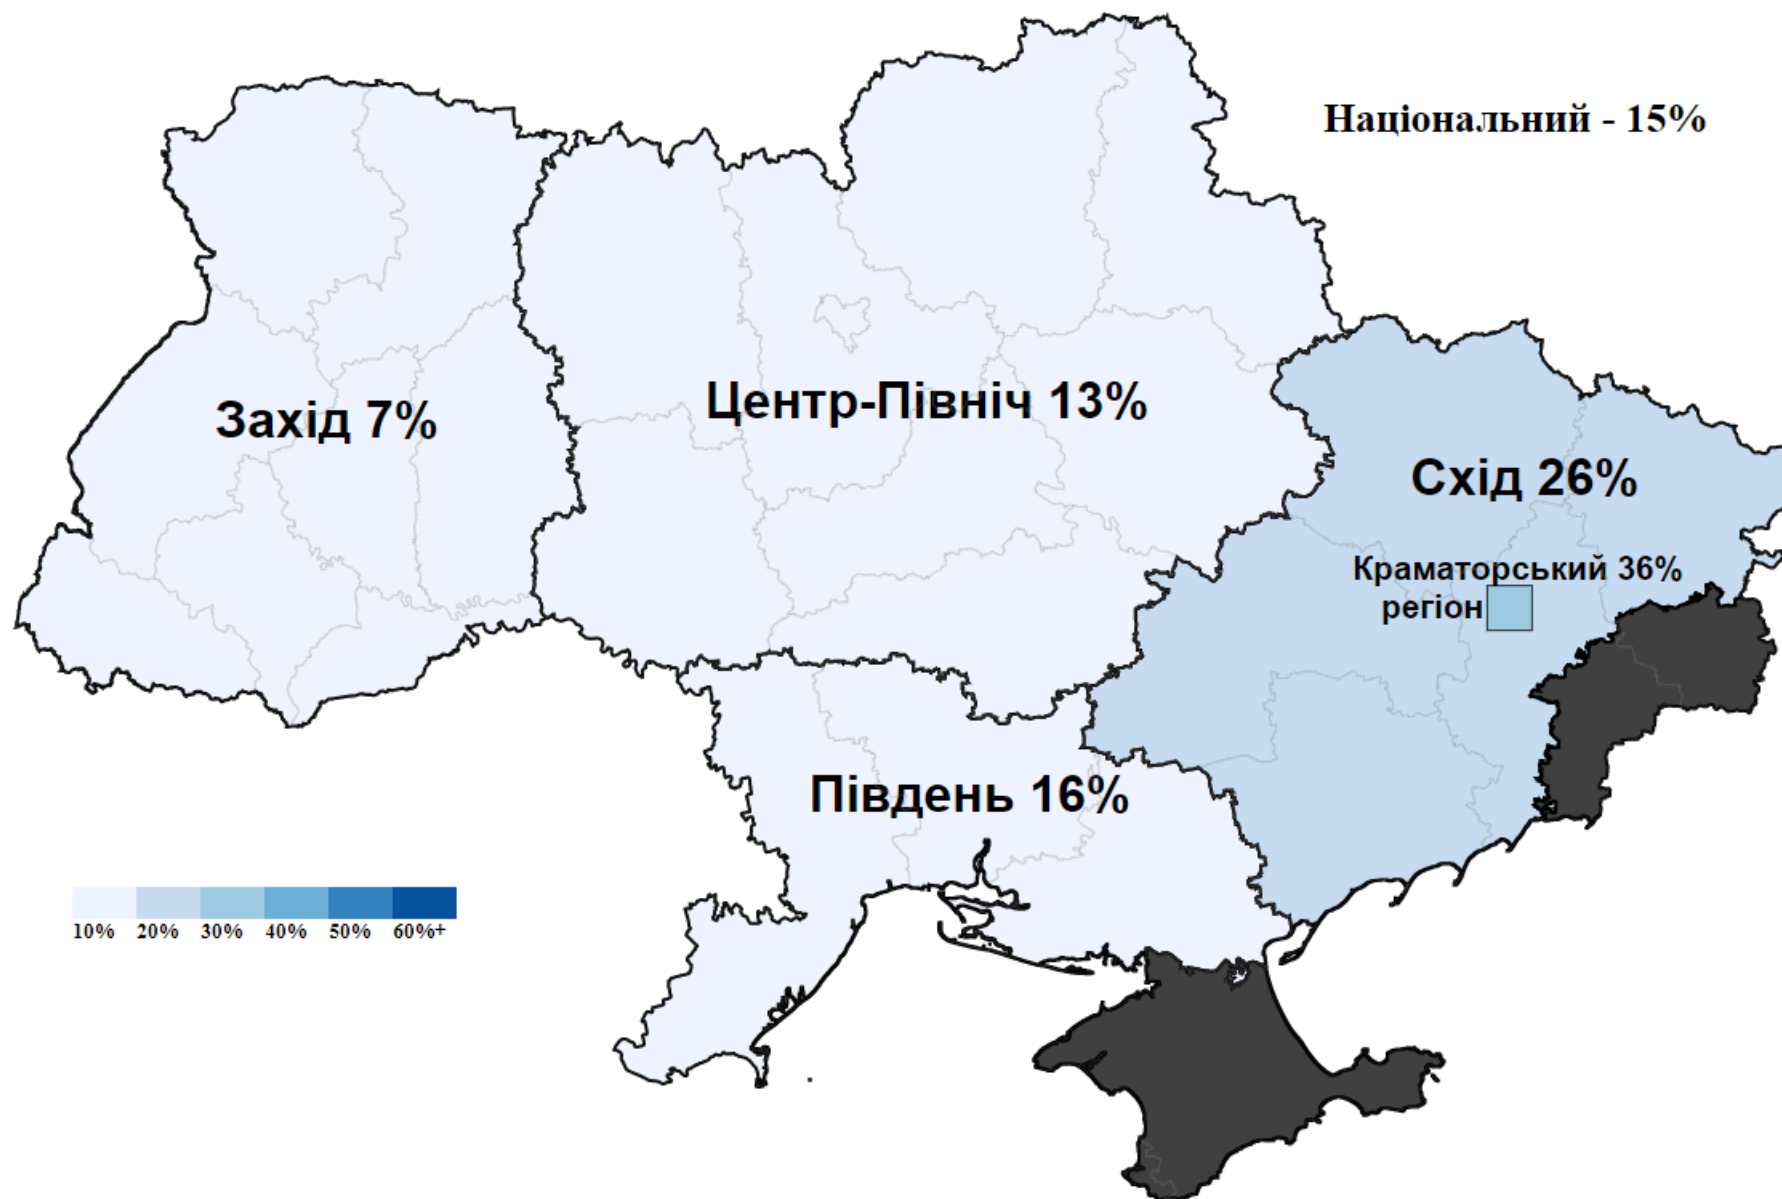 Національний - 15%
Захід 7%
Центр-Північ 13%
Схід 26%
Краматорський 36%
регіон
Південь 16%
10% 20% 30% 40% 50% 60%+